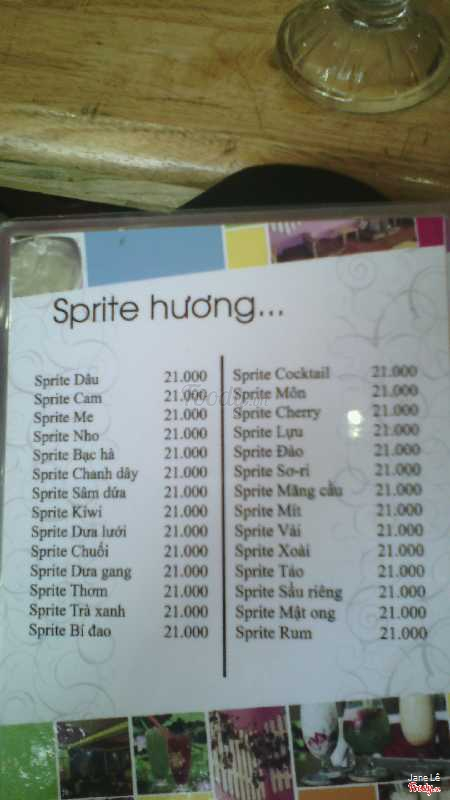 Sprite hương...
Sprite Dâu 21.000
Sprite Cam 21.000
Sprite Me 21.000
Sprite Nho 21.000
Sprite Bạc hà 21.000
Sprite Chanh dây 21.000
Sprite Sâm dứa 21.000
Sprite Kiwi 21.000
Sprite Dưa lưới 21.000
Sprite Chuối 21.000
Sprite Dưa gang 21.000
Sprite Thơm 21.000
Sprite Trà xanh 21.000
Sprite Bí đao 21.000
Sprite Cocktail 21.000
Sprite Môn 21.000
Sprite Cherry 21.000
Sprite Lựu 21.000
Sprite Đào 21.000
Sprite Sơ-ri 21.000
Sprite Mãng cầu 21.000
Sprite Mít 21.000
Sprite Vải 21.000
Sprite Xoài 21.000
Sprite Táo 21.000
Sprite Sầu riêng 21.000
Sprite Mật ong 21.000
Sprite Rum 21.000
Foody.vn
Jane Lê
Foody.vn